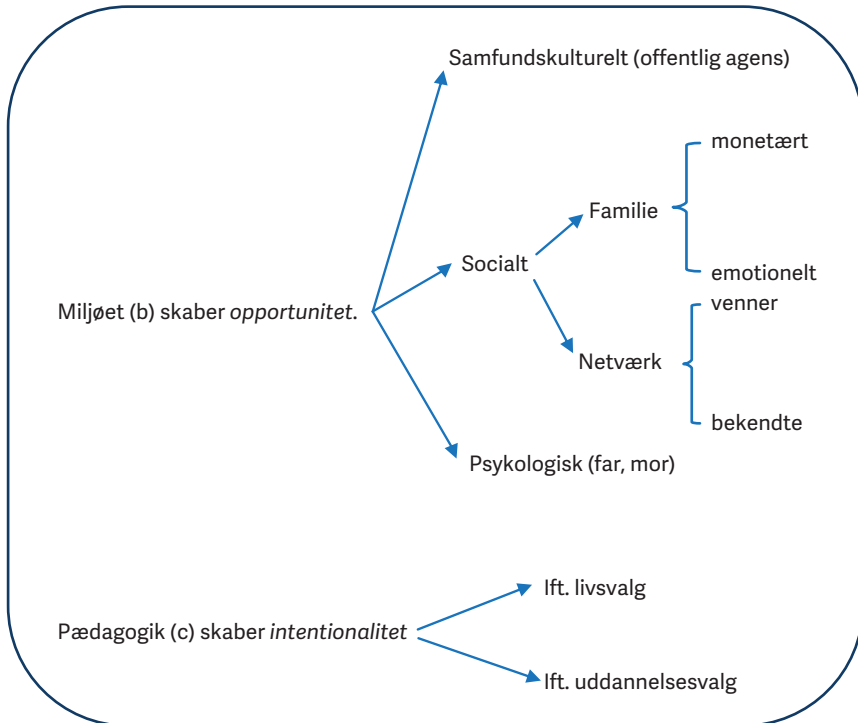 Samfundskulturelt (offentlig agens)
monetært
Familie
Socialt
emotionelt
venner
Miljøet (b) skaber opportunitet.
Netværk
bekendte
Psykologisk (far, mor)
Ift. livsvalg
Pædagogik (c) skaber intentionalitet
Ift. uddannelsesvalg